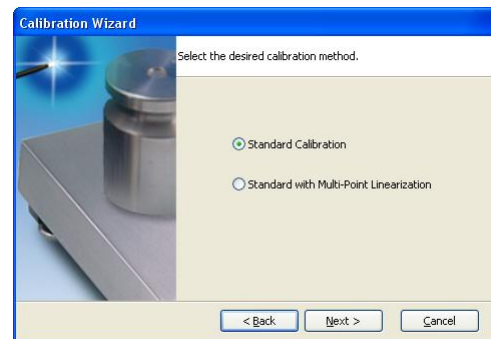 Calibration Wizard
Select the desired calibration method.
Standard Calibration
Standard with Multi-Point Linearization
< Back
Next >
Cancel